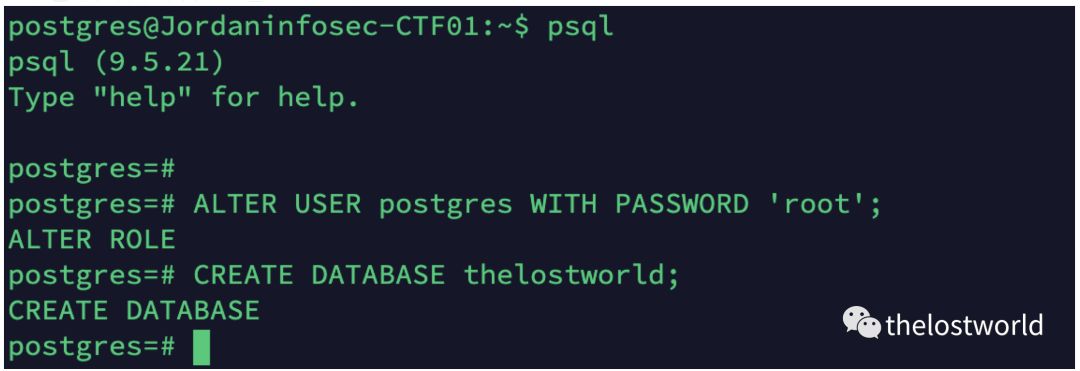 postgres@Jordaninfosec-CTF01:~$ psql
psql (9.5.21)
Type "help" for help.
postgres=#
postgres=# ALTER USER postgres WITH PASSWORD 'root';
ALTER ROLE
postgres=# CREATE DATABASE thelostworld;
CREATE DATABASE
postgres=#
thelostworld